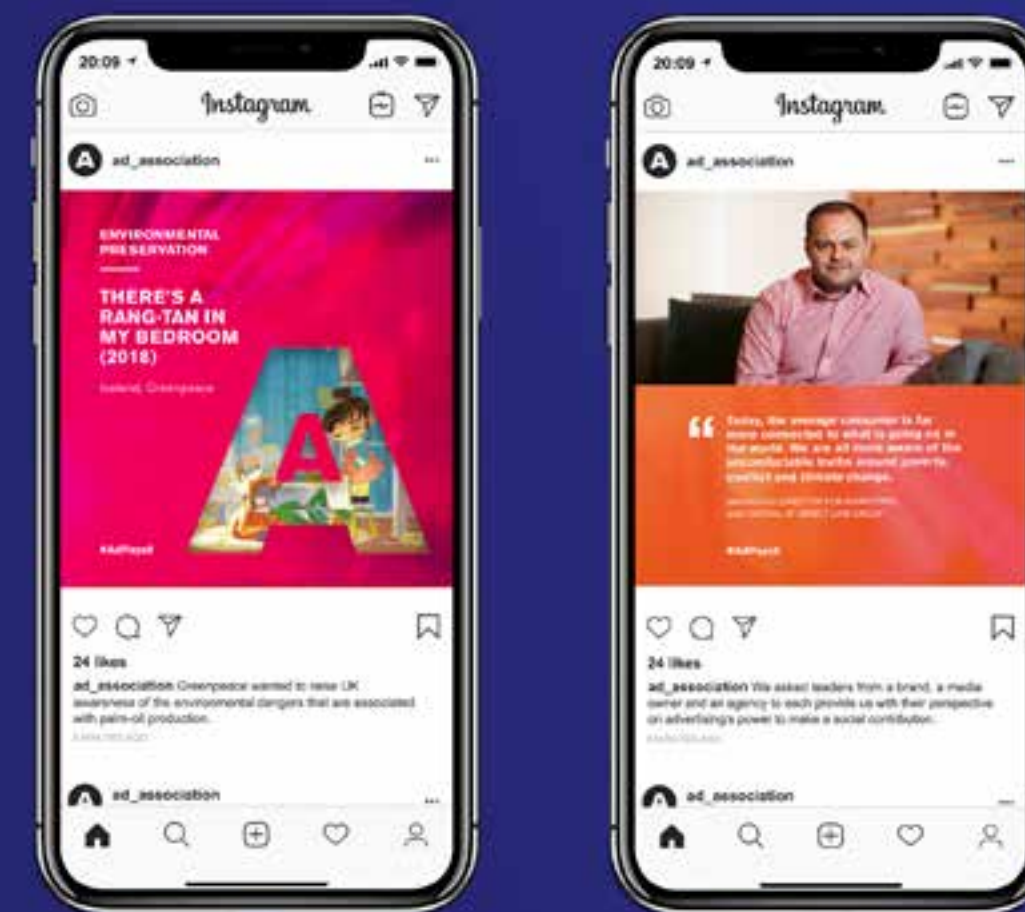 20:09
Instagram
ad_association
ENVIRONMENTAL
PRESERVATION
THERE'S A
RANG-TAN IN
MY BEDROOM
(2018)
Iceland, Greenpeace
A
24 likes
ad_association Greenpeace wanted to raise UK
awareness of the environmental dangers that are associated
with palm-oil production.
ad_association
20:09
Instagram
ad_association
“ Today, the average consumer is far
more connected to what is going on in
the world. We are all more aware of the
uncomfortable truths around poverty,
conflict and climate change.
24 likes
ad_association We asked leaders from a brand, a media
owner and an agency to each provide us with their perspective
on advertising's power to make a social contribution.
ad_association